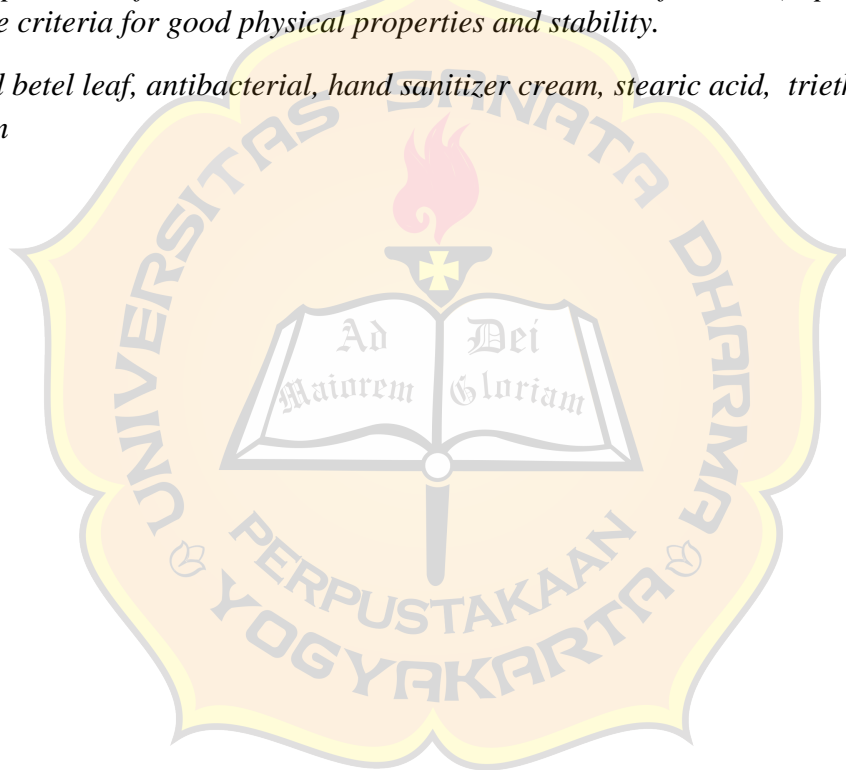 e criteria for good physical properties and stability.
l betel leaf, antibacterial, hand sanitizer cream, stearic acid, trieth
n
UNIVERSITAS SANATA DHARMA
Ad Dei
Maiorem Gloriam
PERPUSTAKAAN
YOGYAKARTA